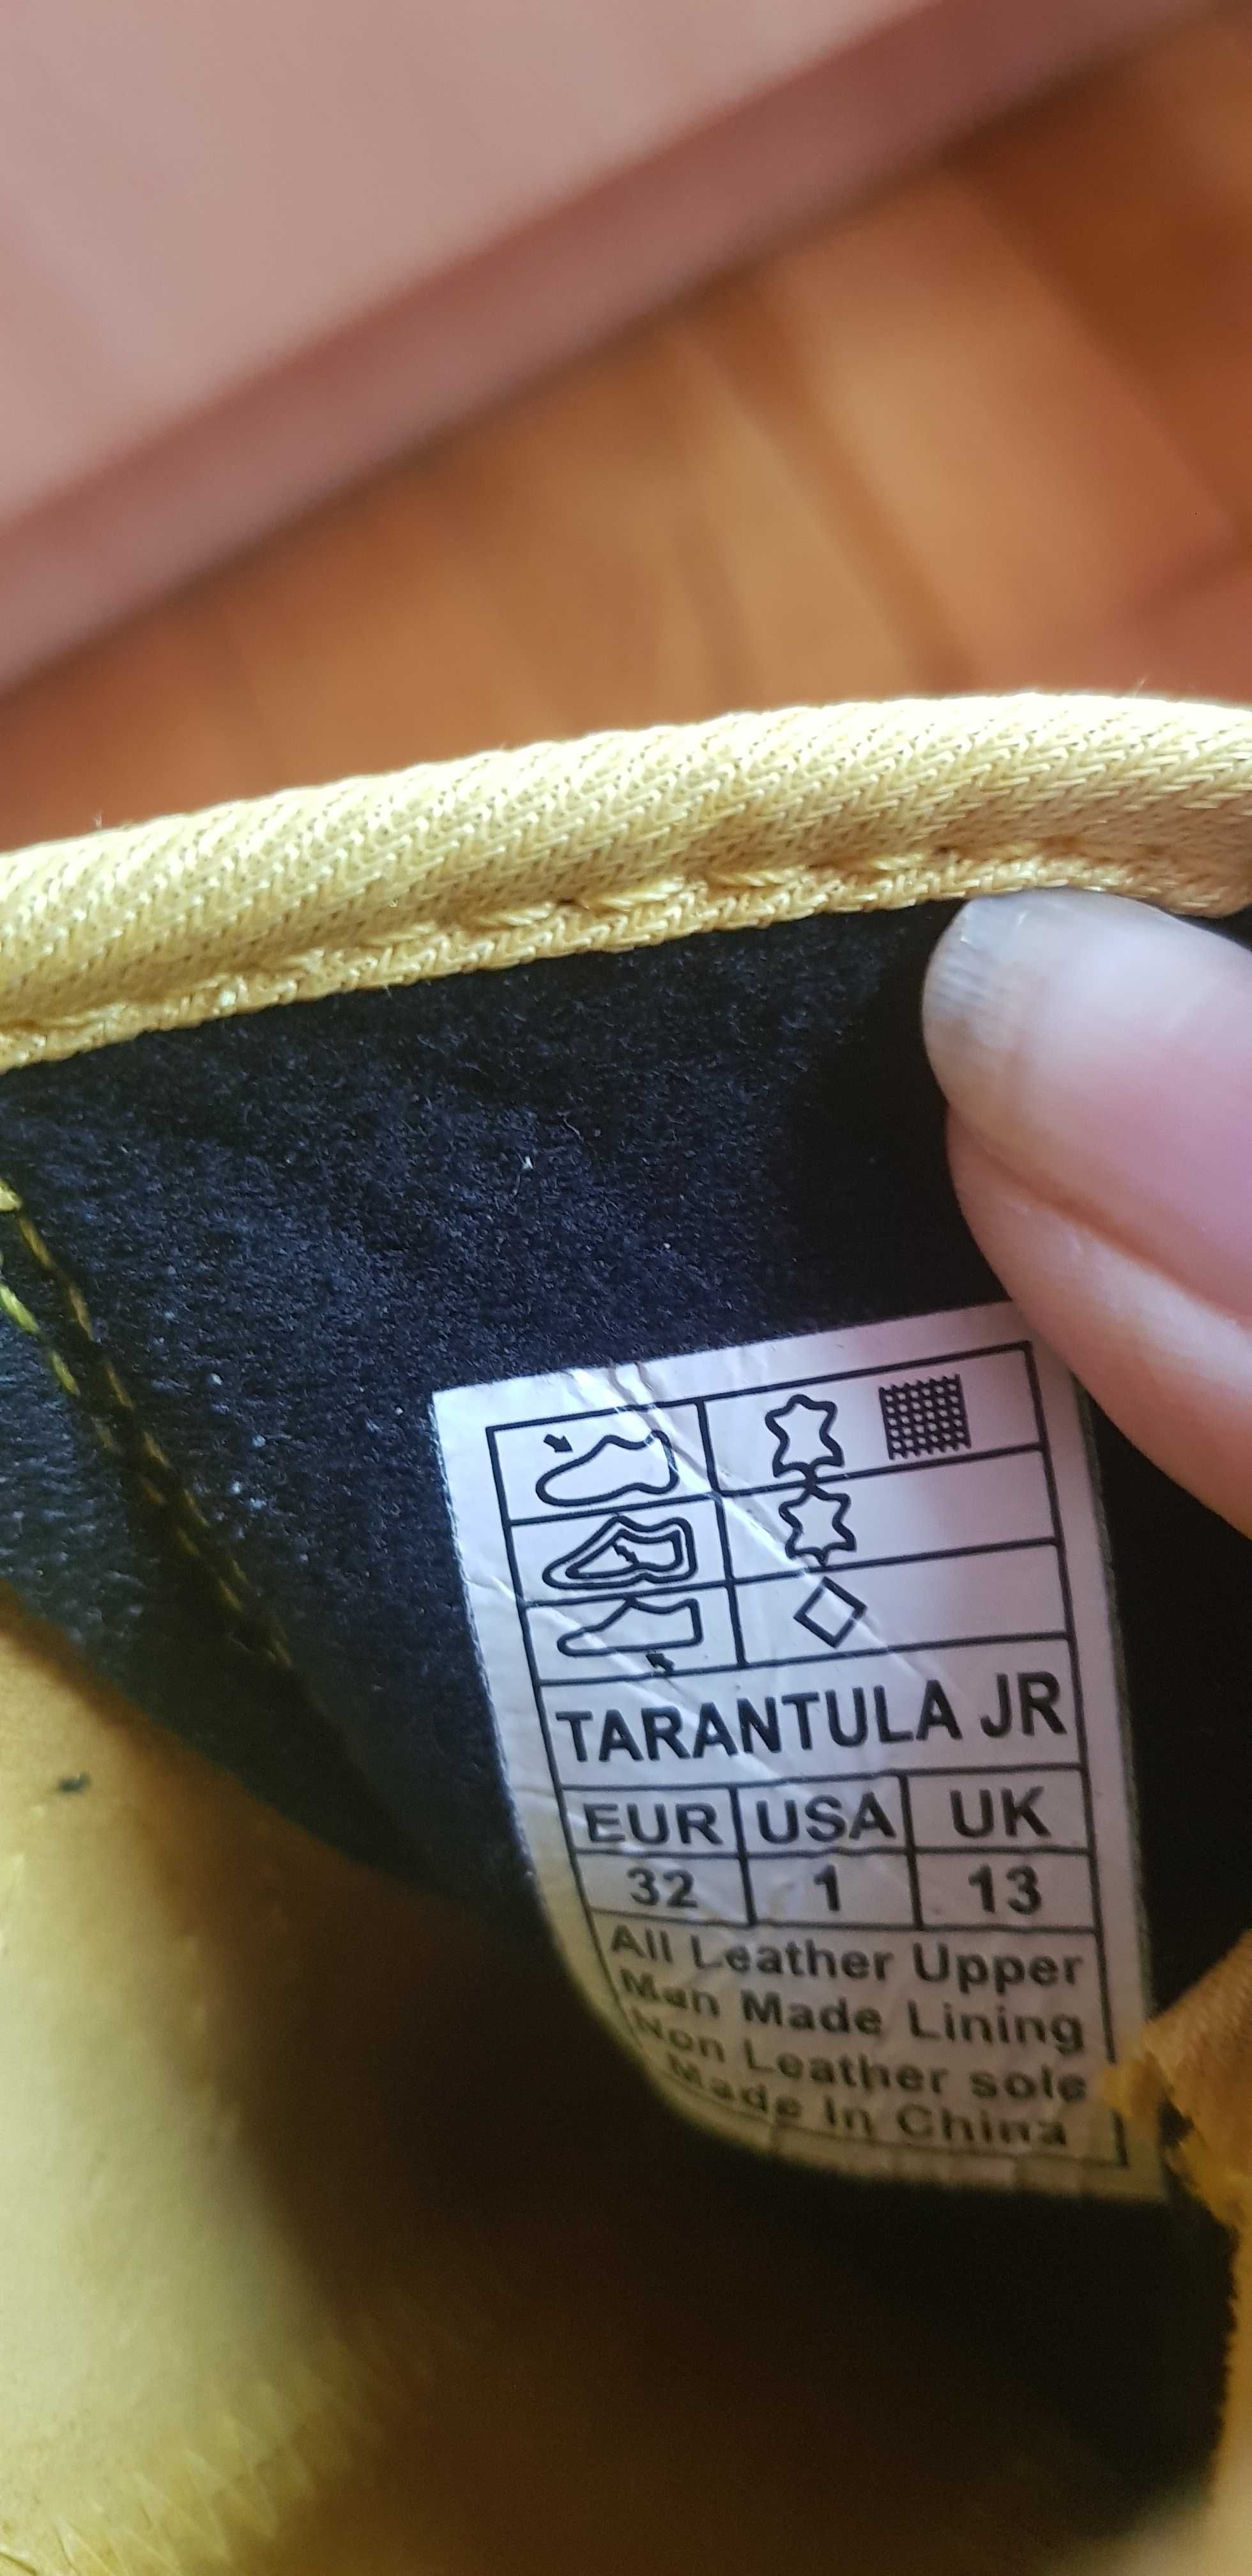 TARANTULA JR
EUR USA UK
32 1 13
All Leather Upper
Man Made Lining
Non Leather sole
Made In China